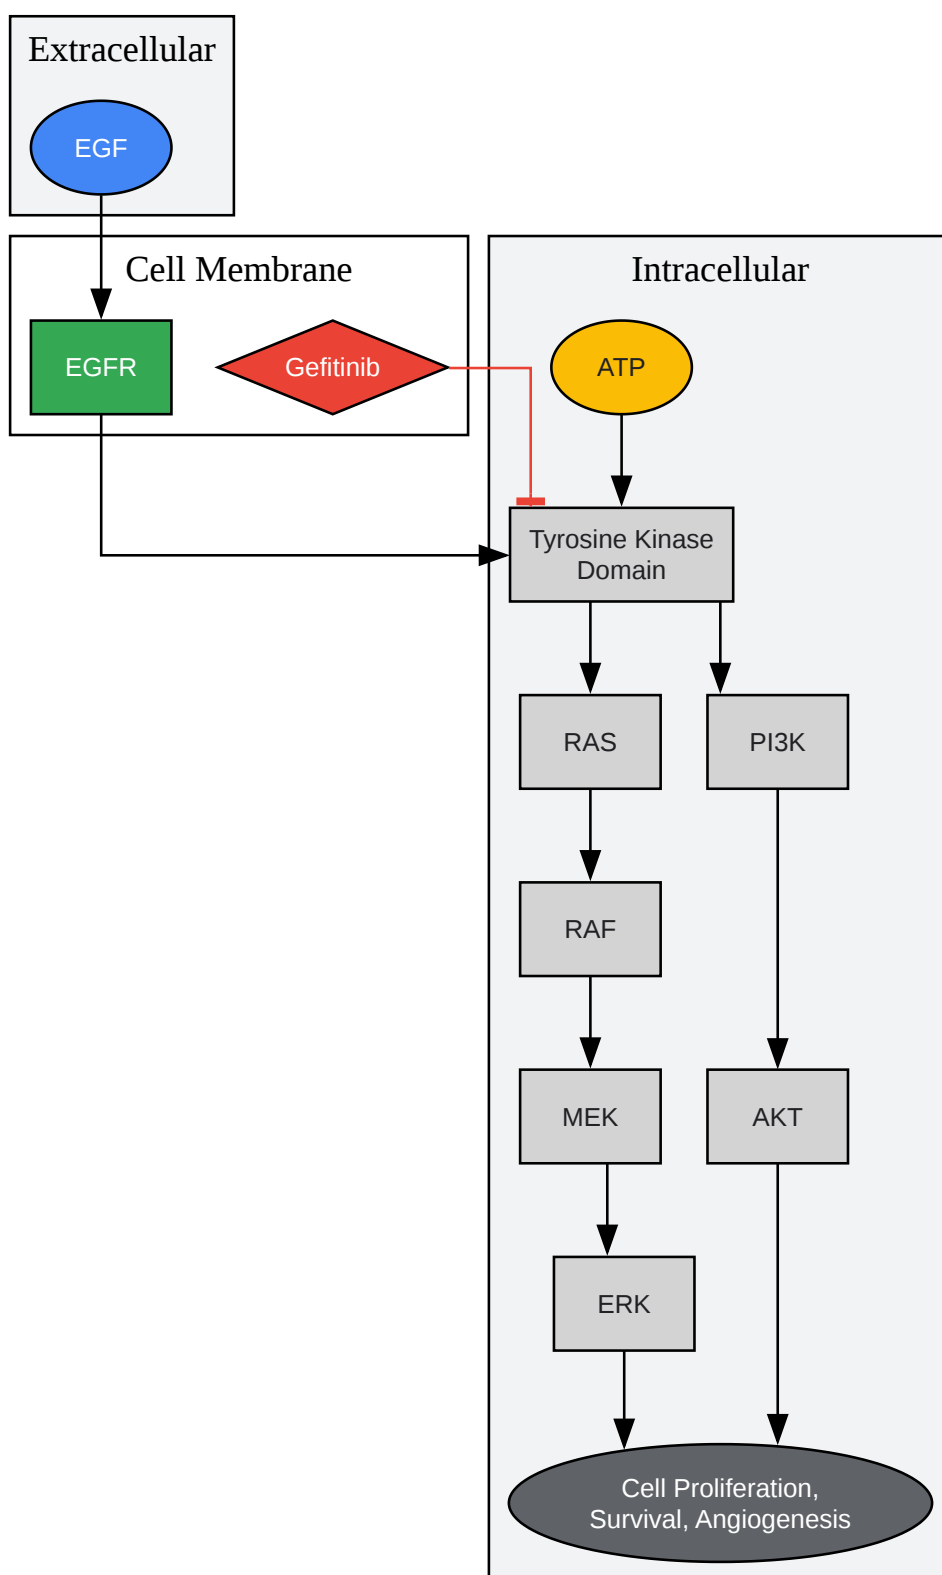 Extracellular
EGF
Cell Membrane
Intracellular
EGFR
Gefitinib
ATP
Tyrosine Kinase
Domain
RAS
PI3K
RAF
MEK
AKT
ERK
Cell Proliferation,
Survival, Angiogenesis